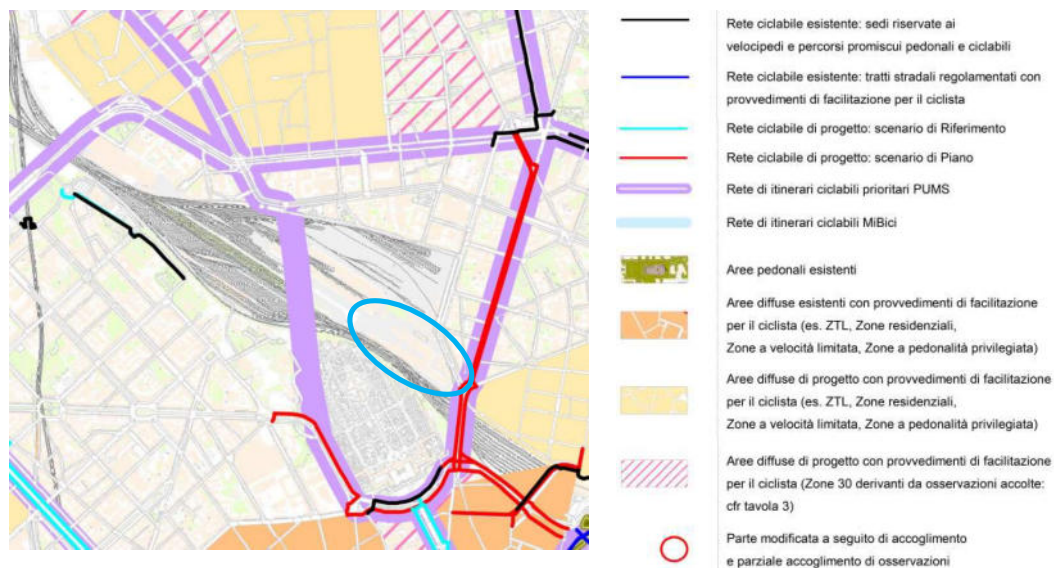 Rete ciclabile esistente: sedi riservate ai
velocipedi e percorsi promiscui pedonali e ciclabili
Rete ciclabile esistente: tratti stradali regolamentati con
provvedimenti di facilitazione per il ciclista
Rete ciclabile di progetto: scenario di Riferimento
Rete ciclabile di progetto: scenario di Piano
Rete di itinerari ciclabili prioritari PUMS
Rete di itinerari ciclabili MiBici
Aree pedonali esistenti
Aree diffuse esistenti con provvedimenti di facilitazione
per il ciclista (es. ZTL, Zone residenziali,
Zone a velocità limitata, Zone a pedonalità privilegiata)
Aree diffuse di progetto con provvedimenti di facilitazione
per il ciclista (es. ZTL, Zone residenziali,
Zone a velocità limitata, Zone a pedonalità privilegiata)
Aree diffuse di progetto con provvedimenti di facilitazione
per il ciclista (Zone 30 derivanti da osservazioni accolte:
cfr tavola 3)
Parte modificata a seguito di accoglimento
e parziale accoglimento di osservazioni